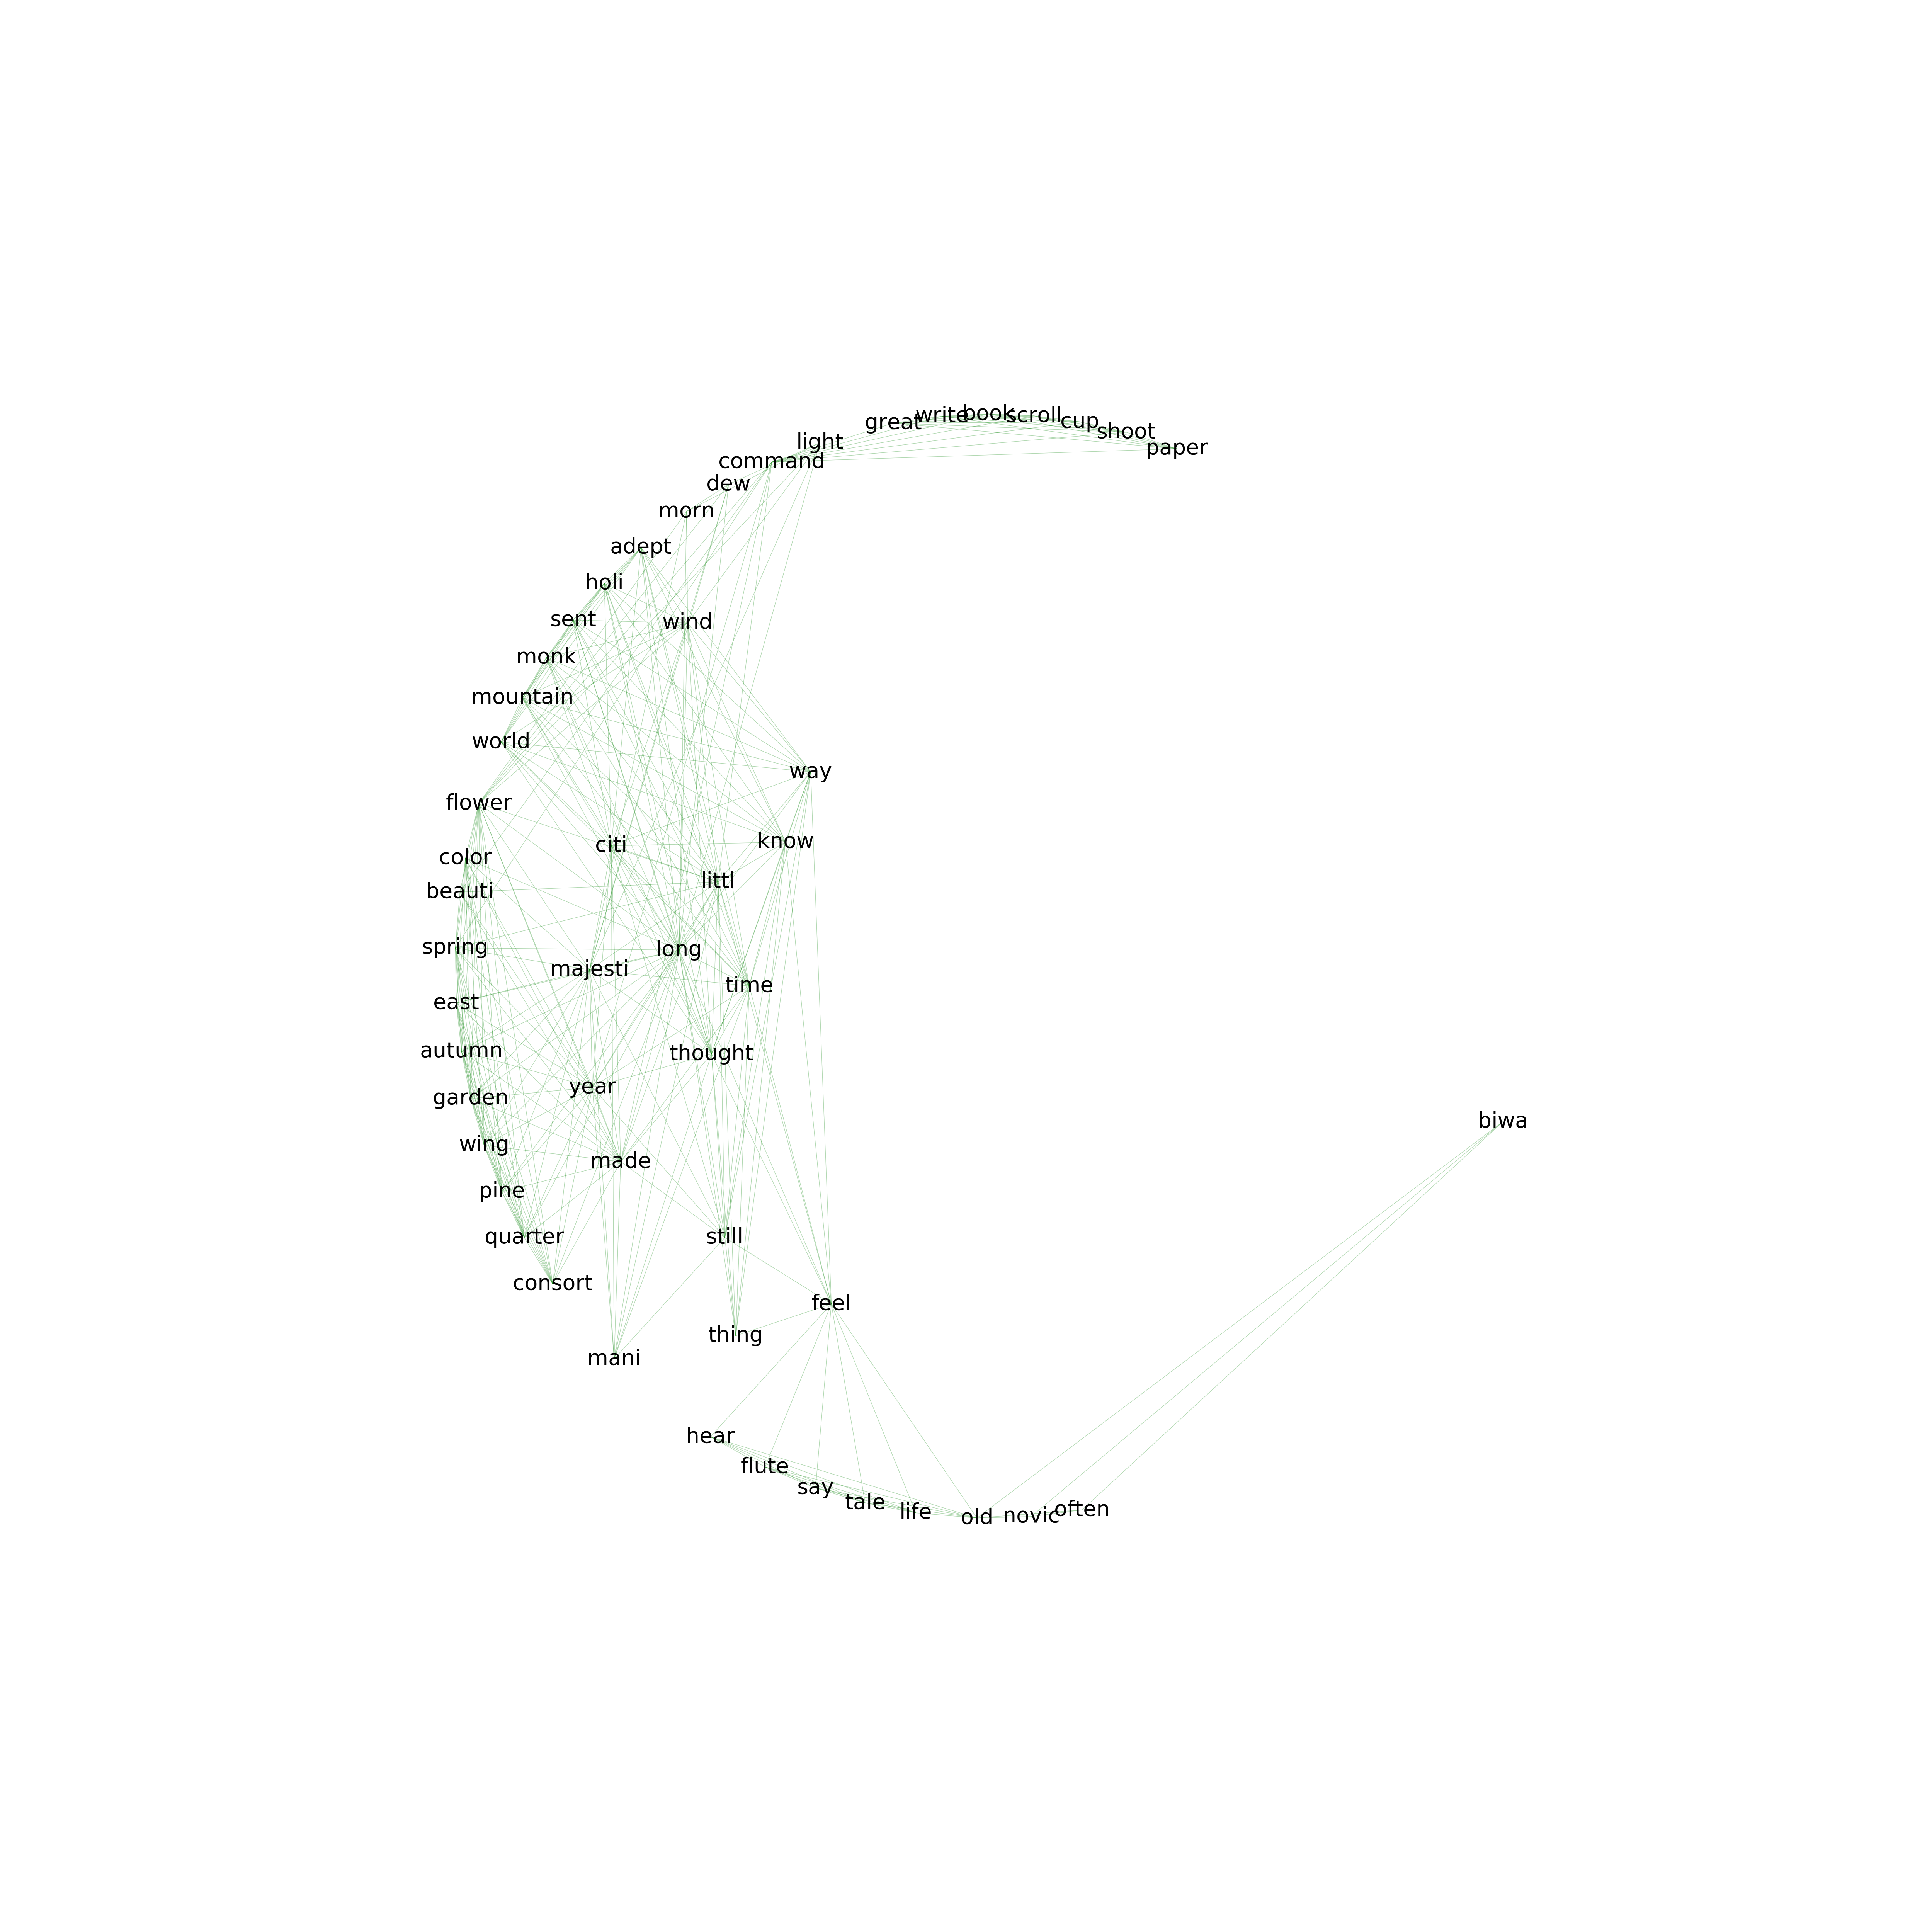 write book scroll
great cup
shoot
light paper
command
dew
morn
adept
holi
sent wind
monk
mountain
world
way
flower
citi know
color
littl
beauti
spring long
majesti
time
east
autumn thought
year
garden
biwa
wing
made
pine
quarter still
consort
feel
thing
mani
hear
flute
say
tale
life often
old novic